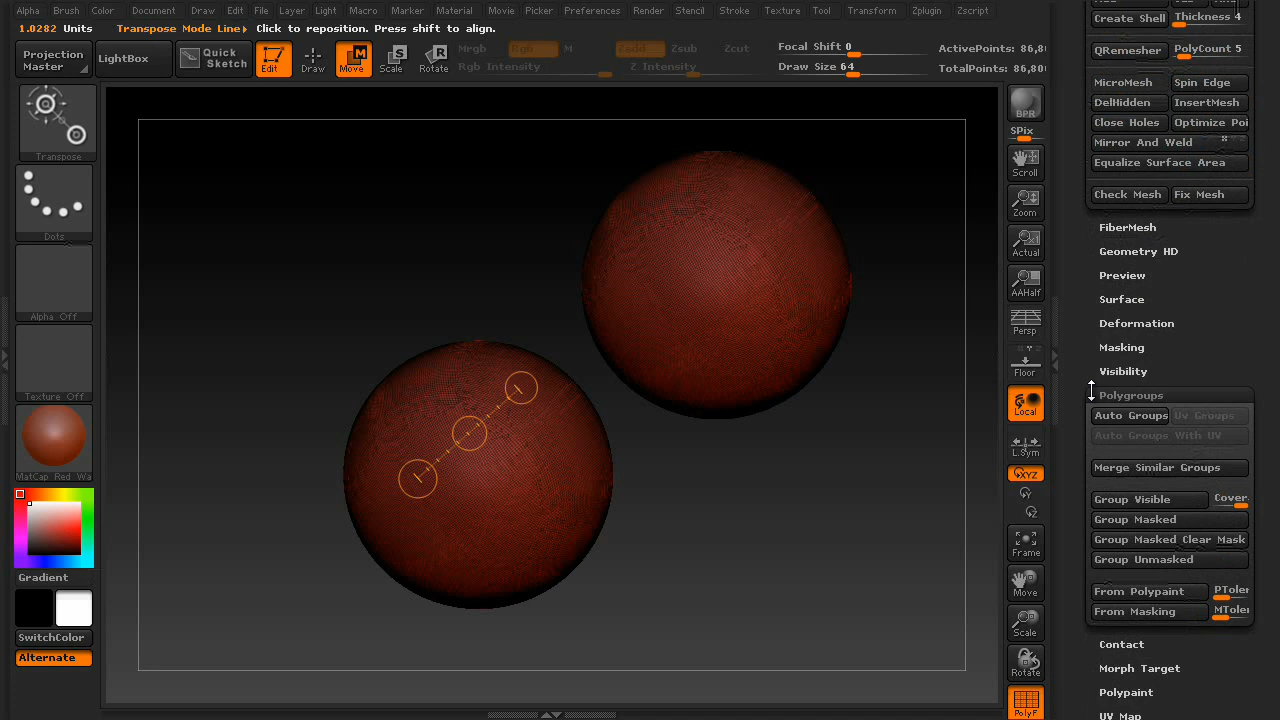 Alpha Brush Color Document Draw Edit File Layer Light Macro Marker Material Movie Picker Preferences Render Stencil Stroke Texture Tool Transform Zplugin Zscript
1.0282 Units Transpose Mode Line Click to reposition. Press shift to align.
Projection Master
LightBox
Quick Sketch
Edit
Draw
Move
Scale
Rotate
Mrgb Rgb M
Rgb Intensity
Zadd Zsub Zcut
Z Intensity
Focal Shift 0
Draw Size 64
ActivePoints: 86,8
TotalPoints: 86,80
Transpose
Dots
Alpha Off
Texture Off
MatCap Red Wa
Gradient
SwitchColor
Alternate
BPR
SPix
Scroll
Zoom
Actual
AAHalf
Persp
Floor
Local
L.Sym
XYZ
Frame
Move
Scale
Rotate
PolyF
Create Shell Thickness 4
QRemesher PolyCount 5
MicroMesh Spin Edge
DelHidden InsertMesh
Close Holes Optimize Poi
Mirror And Weld
Equalize Surface Area
Check Mesh Fix Mesh
FiberMesh
Geometry HD
Preview
Surface
Deformation
Masking
Visibility
Polygroups
Auto Groups Uv Groups
Auto Groups With UV
Merge Similar Groups
Group Visible Cover
Group Masked
Group Masked Clear Mask
Group Unmasked
From Polypaint PToler
From Masking MToler
Contact
Morph Target
Polypaint
UV Map